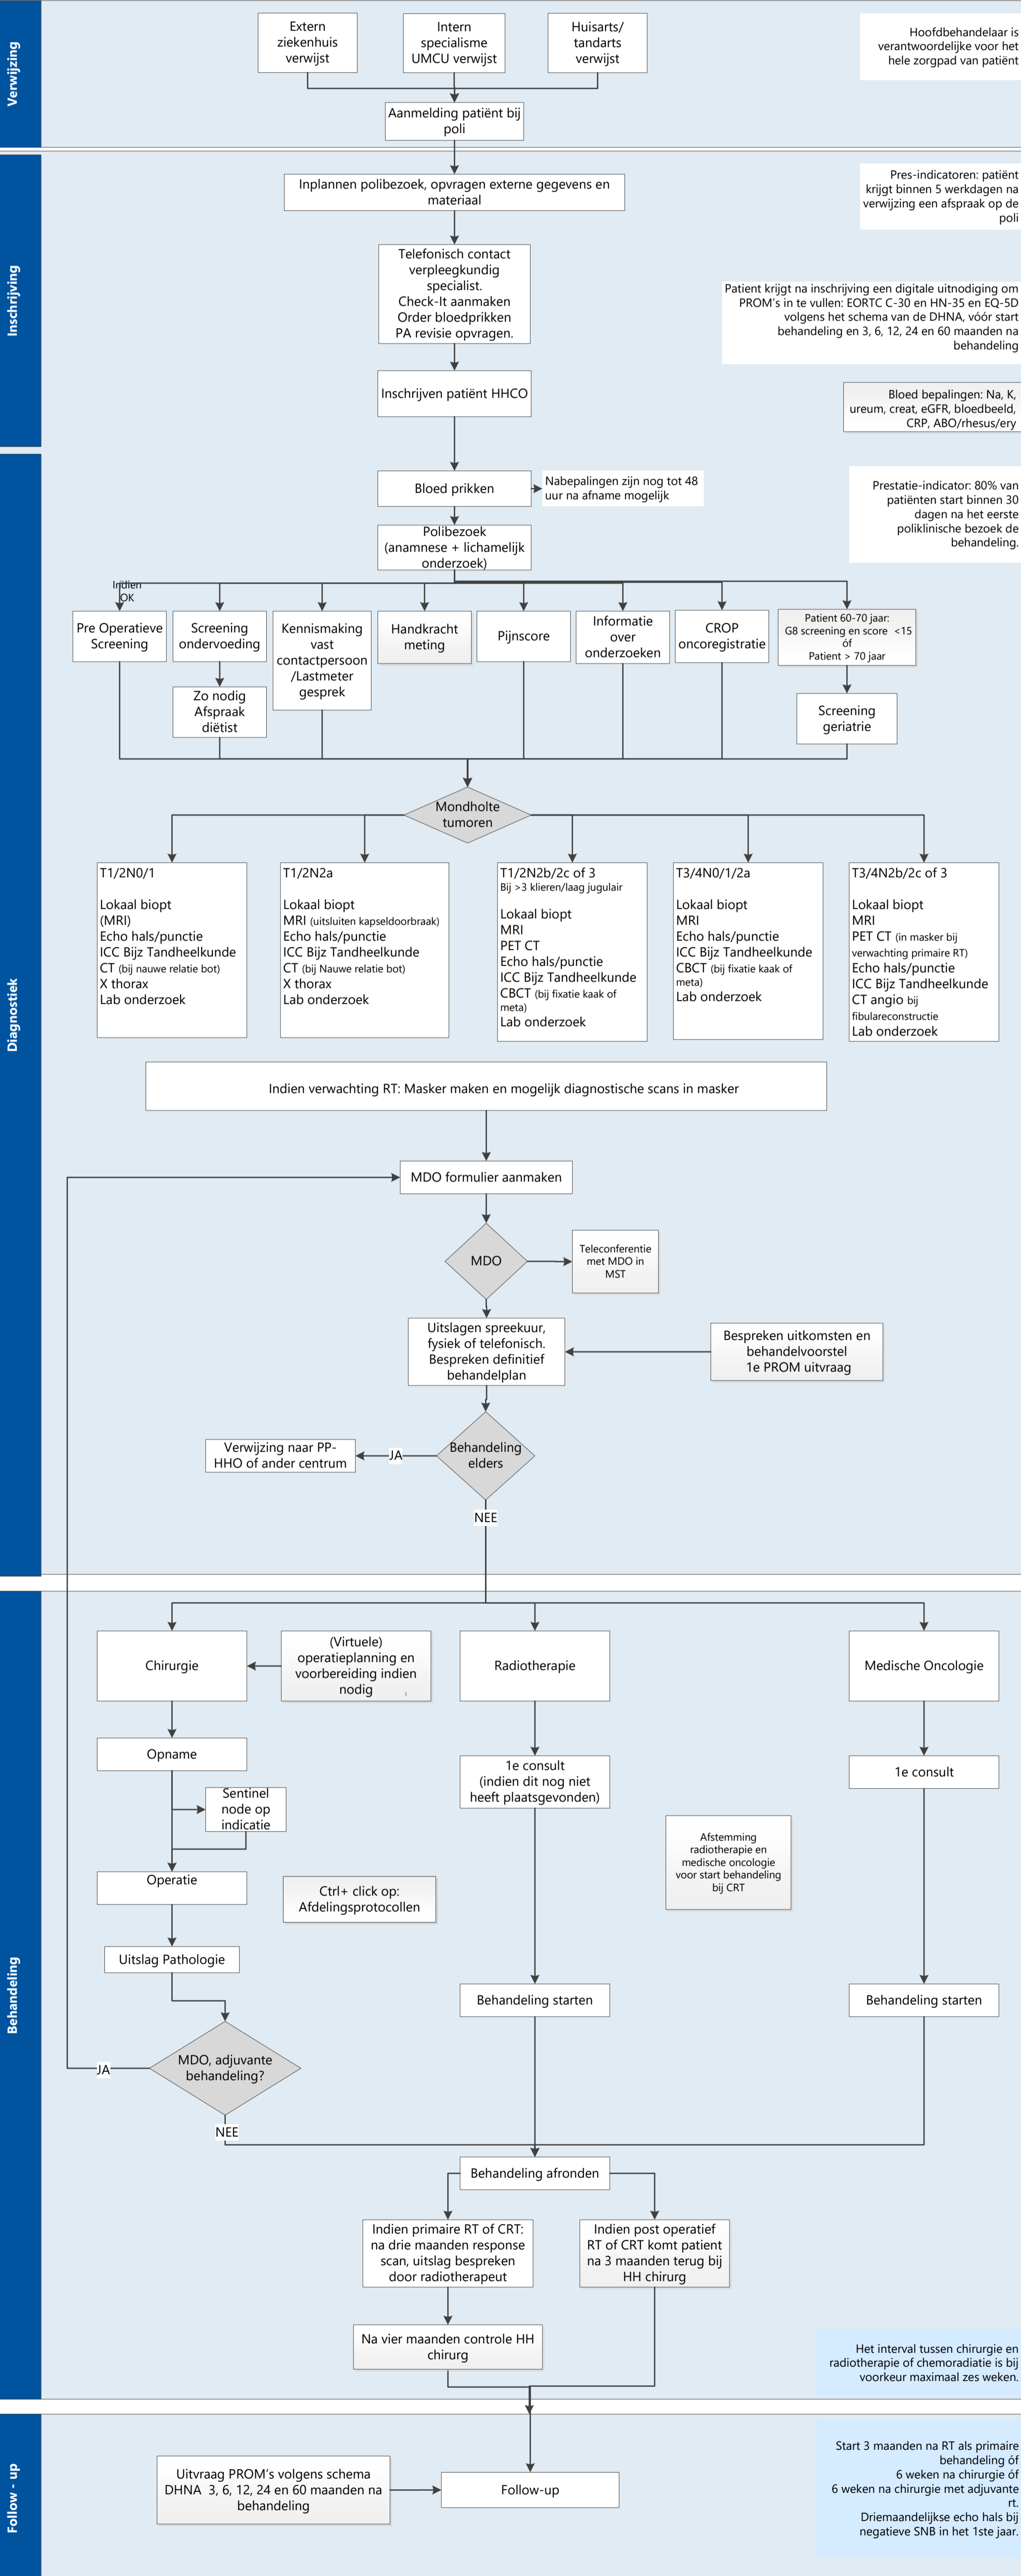 Verwijzing
Extern
ziekenhuis
verwijst
Intern
specialisme
UMCU verwijst
Huisarts/
tandarts
verwijst
Hoofdbehandelaar is
verantwoordelijke voor het
hele zorgpad van patiënt
Aanmelding patiënt bij
poli
Inschrijving
Inplannen polibezoek, opvragen externe gegevens en
materiaal
Pres-indicatoren: patiënt
krijgt binnen 5 werkdagen na
verwijzing een afspraak op de
poli
Telefonisch contact
verpleegkundig
specialist.
Check-It aanmaken
Order bloedprikken
PA revisie opvragen.
Patient krijgt na inschrijving een digitale uitnodiging om
PROM's in te vullen: EORTC C-30 en HN-35 en EQ-5D
volgens het schema van de DHNA, vóór start
behandeling en 3, 6, 12, 24 en 60 maanden na
behandeling
Inschrijven patiënt HHCO
Bloed bepalingen: Na, K,
ureum, creat, eGFR, bloedbeeld,
CRP, ABO/rhesus/ery
Diagnostiek
Bloed prikken
Nabepalingen zijn nog tot 48
uur na afname mogelijk
Prestatie-indicator: 80% van
patiënten start binnen 30
dagen na het eerste
poliklinische bezoek de
behandeling.
Polibezoek
(anamnese + lichamelijk
onderzoek)
Indien
OK
Pre Operatieve
Screening
Screening
ondervoeding
Kennismaking
vast
contactpersoon
/Lastmeter
gesprek
Handkracht
meting
Pijnscore
Informatie
over
onderzoeken
CROP
oncoregistratie
Patient 60-70 jaar:
G8 screening en score <15
óf
Patient > 70 jaar
Zo nodig
Afspraak
diëtist
Screening
geriatrie
Mondholte
tumoren
T1/2N0/1
Lokaal biopt
(MRI)
Echo hals/punctie
ICC Bijz Tandheelkunde
CT (bij nauwe relatie bot)
X thorax
Lab onderzoek
T1/2N2a
Lokaal biopt
MRI (uitsluiten kapseldoorbraak)
Echo hals/punctie
ICC Bijz Tandheelkunde
CT (bij Nauwe relatie bot)
X thorax
Lab onderzoek
T1/2N2b/2c of 3
Bij >3 klieren/laag jugulair
Lokaal biopt
MRI
PET CT
Echo hals/punctie
ICC Bijz Tandheelkunde
CBCT (bij fixatie kaak of
meta)
Lab onderzoek
T3/4N0/1/2a
Lokaal biopt
MRI
Echo hals/punctie
ICC Bijz Tandheelkunde
CBCT (bij fixatie kaak of
meta)
Lab onderzoek
T3/4N2b/2c of 3
Lokaal biopt
MRI
PET CT (in masker bij
verwachting primaire RT)
Echo hals/punctie
ICC Bijz Tandheelkunde
CT angio bij
fibulareconstructie
Lab onderzoek
Indien verwachting RT: Masker maken en mogelijk diagnostische scans in masker
MDO formulier aanmaken
MDO
Teleconferentie
met MDO in
MST
Uitslagen spreekuur,
fysiek of telefonisch.
Bespreken definitief
behandelplan
Bespreken uitkomsten en
behandelvoorstel
1e PROM uitvraag
Behandeling
elders
JA
Verwijzing naar PP-
HHO of ander centrum
NEE
Behandeling
Chirurgie
(Virtuele)
operatieplanning en
voorbereiding indien
nodig
Radiotherapie
Medische Oncologie
Opname
1e consult
(indien dit nog niet
heeft plaatsgevonden)
1e consult
Sentinel
node op
indicatie
Afstemming
radiotherapie en
medische oncologie
voor start behandeling
bij CRT
Operatie
Ctrl+ click op:
Afdelingsprotocollen
Uitslag Pathologie
Behandeling starten
Behandeling starten
MDO, adjuvante
behandeling?
JA
NEE
Behandeling afronden
Indien primaire RT of CRT:
na drie maanden response
scan, uitslag bespreken
door radiotherapeut
Indien post operatief
RT of CRT komt patient
na 3 maanden terug bij
HH chirurg
Na vier maanden controle HH
chirurg
Het interval tussen chirurgie en
radiotherapie of chemoradiatie is bij
voorkeur maximaal zes weken.
Follow - up
Uitvraag PROM's volgens schema
DHNA 3, 6, 12, 24 en 60 maanden na
behandeling
Follow-up
Start 3 maanden na RT als primaire
behandeling óf
6 weken na chirurgie óf
6 weken na chirurgie met adjuvante
rt.
Driemaandelijkse echo hals bij
negatieve SNB in het 1ste jaar.